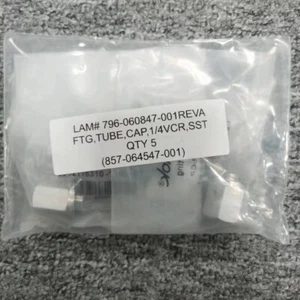 LAM# 796-060847-001REVA
FTG,TUBE,CAP,1/4VCR,SST
QTY 5
(857-064547-001)